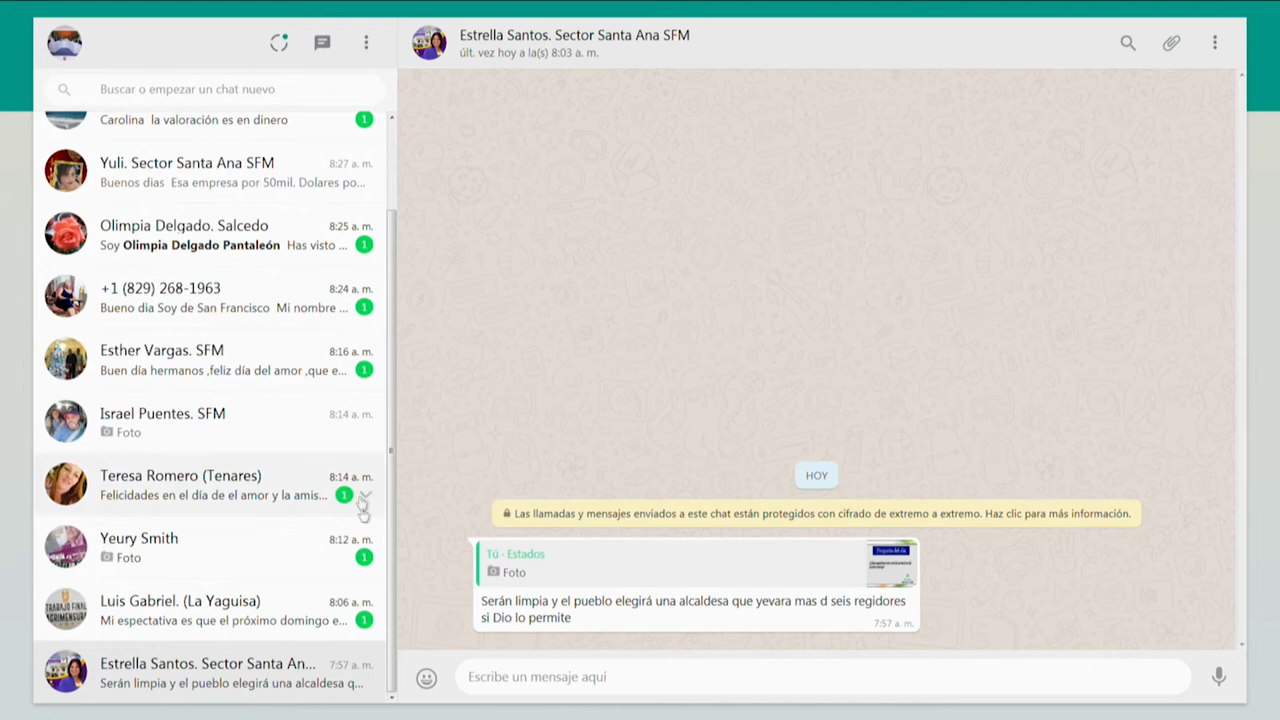 Buscar o empezar un chat nuevo
Carolina la valoración es en dinero
1
Yuli. Sector Santa Ana SFM
8:27 a. m.
Buenos dias Esa empresa por 50mil. Dolares po...
Olimpia Delgado. Salcedo
8:25 a. m.
Soy Olimpia Delgado Pantaleón Has visto ...
1
+1 (829) 268-1963
8:24 a. m.
Bueno dia Soy de San Francisco Mi nombre ...
1
Esther Vargas. SFM
8:16 a. m.
Buen día hermanos ,feliz día del amor ,que e...
1
Israel Puentes. SFM
8:14 a. m.
Foto
Teresa Romero (Tenares)
8:14 a. m.
Felicidades en el día de el amor y la amis...
1
Yeury Smith
8:12 a. m.
Foto
1
Luis Gabriel. (La Yaguisa)
8:06 a. m.
Mi espectativa es que el próximo domingo e...
1
Estrella Santos. Sector Santa An...
7:57 a. m.
Serán limpia y el pueblo elegirá una alcaldesa q...
Estrella Santos. Sector Santa Ana SFM
últ. vez hoy a la(s) 8:03 a. m.
HOY
Las llamadas y mensajes enviados a este chat están protegidos con cifrado de extremo a extremo. Haz clic para más información.
Tú · Estados
Foto
Serán limpia y el pueblo elegirá una alcaldesa que yevara mas d seis regidores
si Dio lo permite
7:57 a. m.
Escribe un mensaje aquí